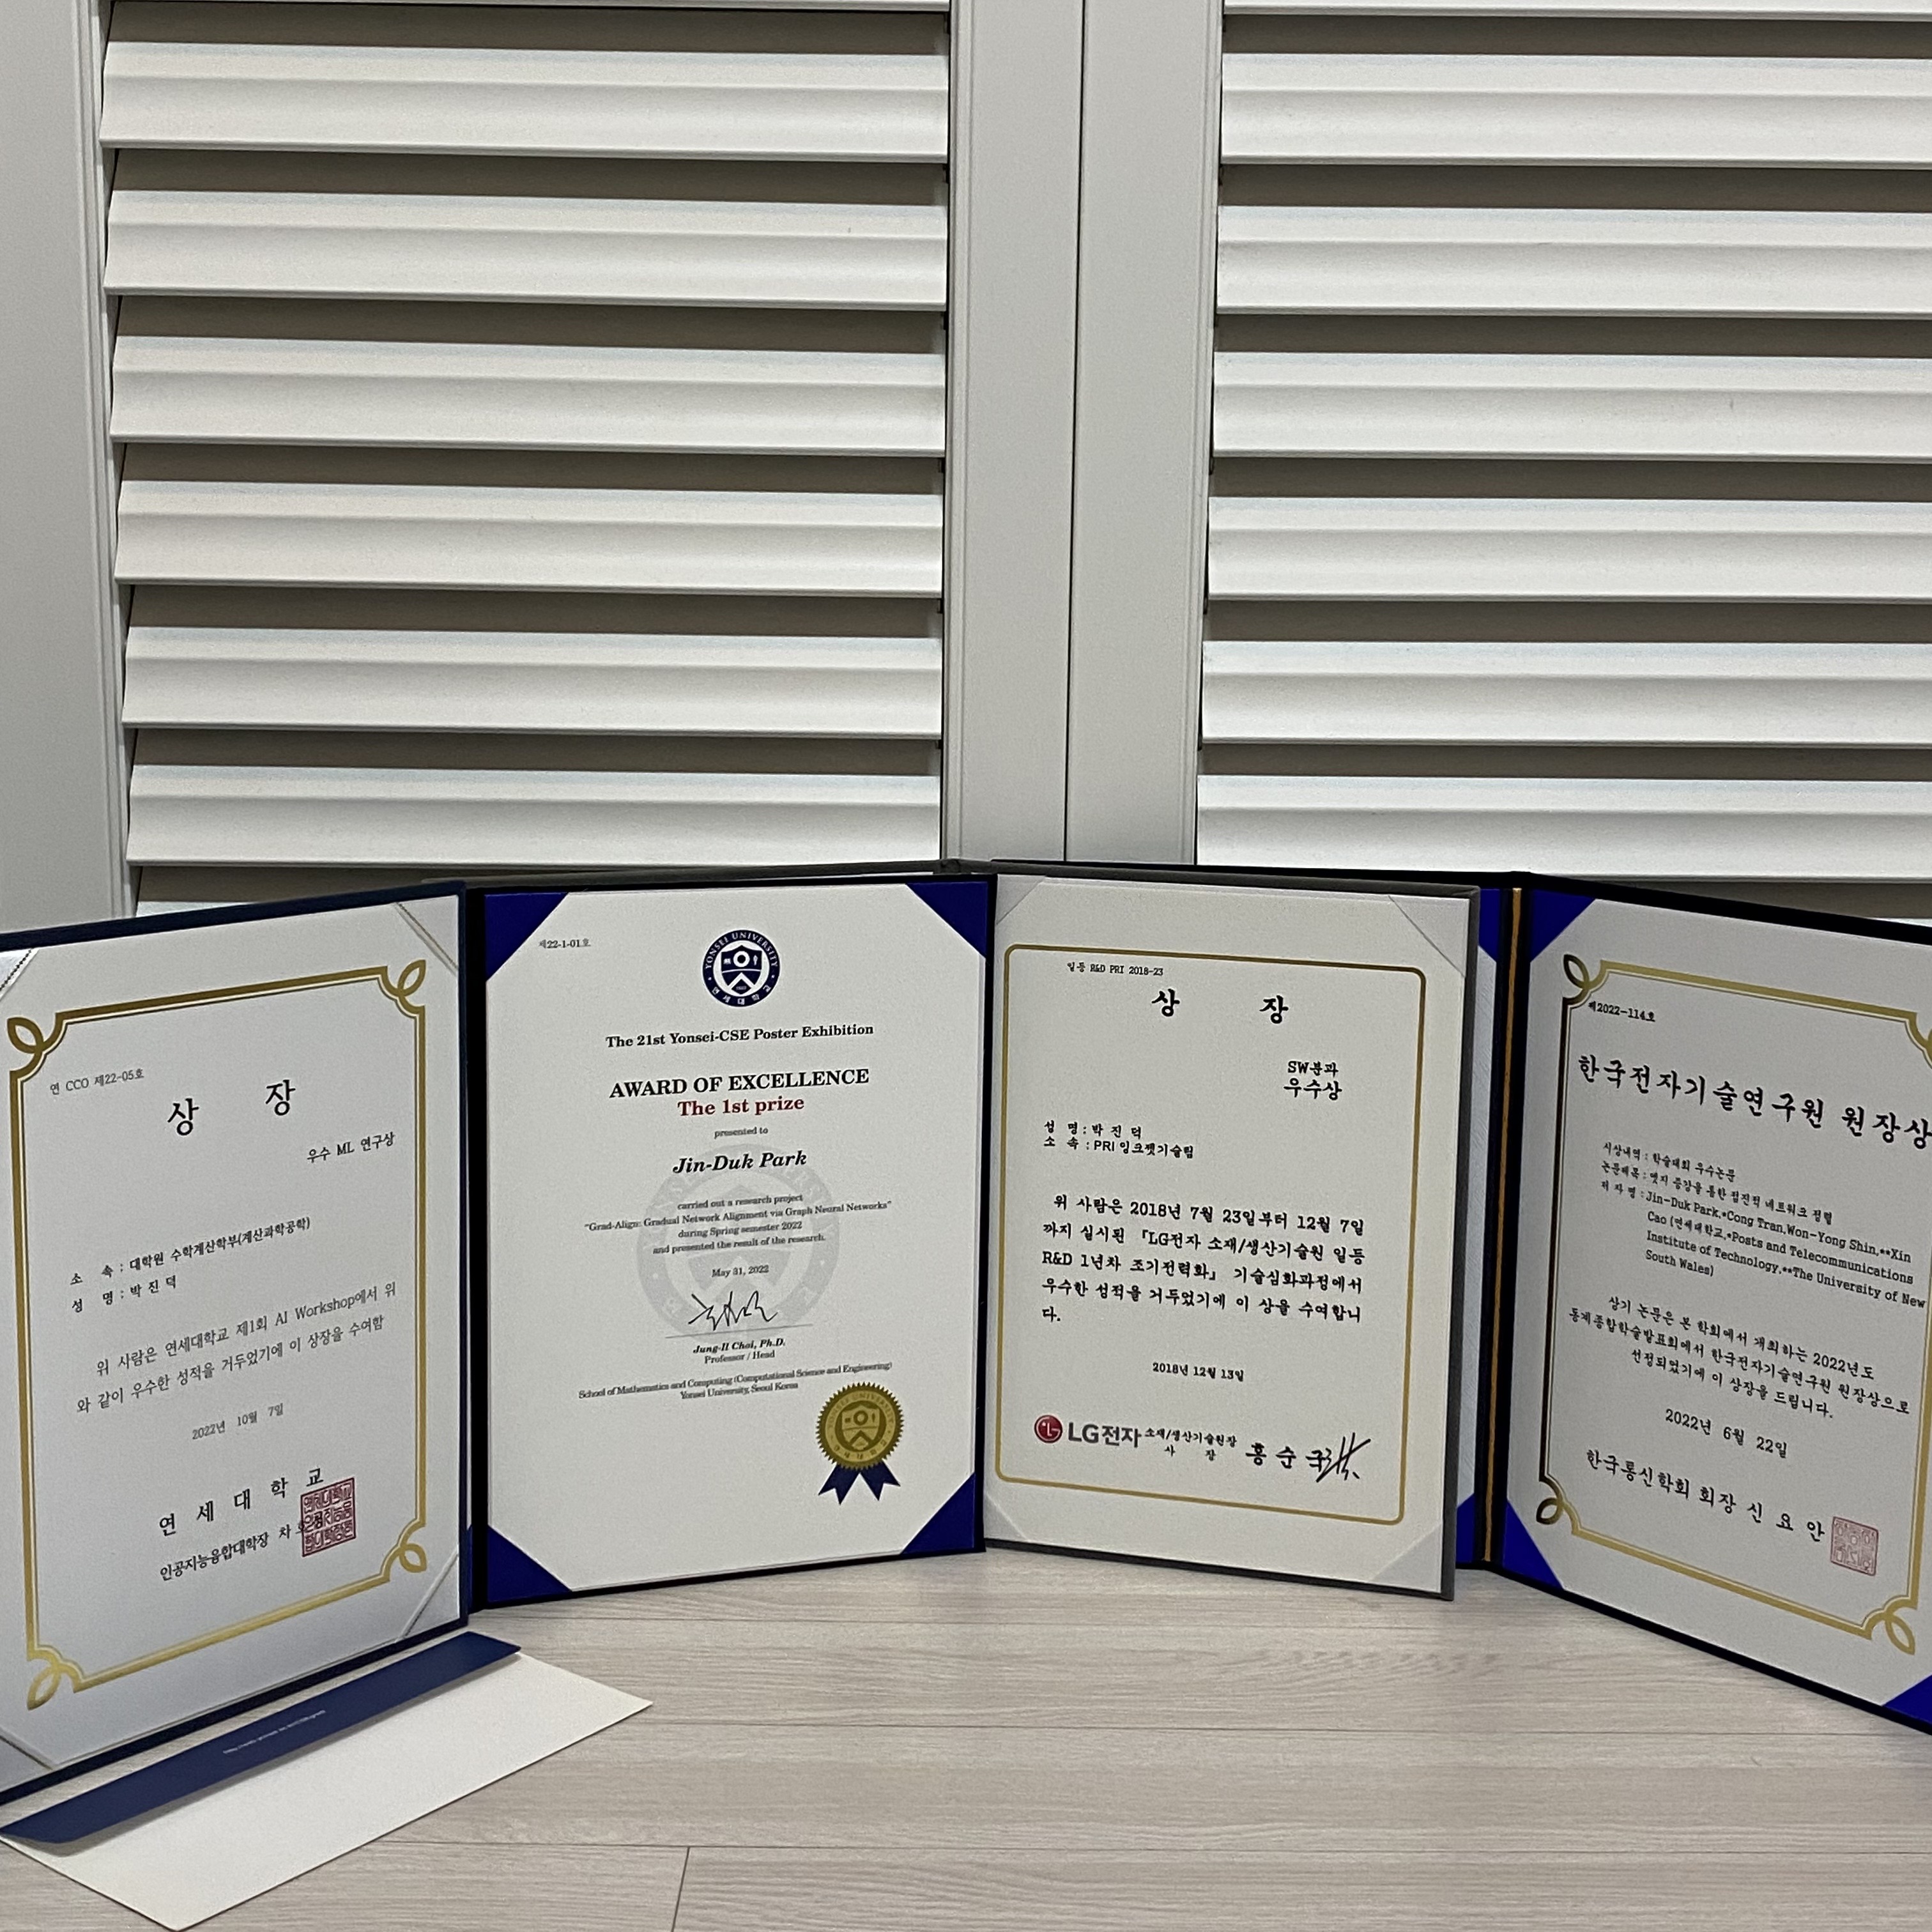 연 CCO 제22-05호
상 장
우수 ML 연구상
소 속 : 대학원 수학계산학부(계산과학공학)
성 명 : 박 진 덕
위 사람은 연세대학교 제1회 AI Workshop에서 위
와 같이 우수한 성적을 거두었기에 이 상장을 수여함
2022년 10월 7일
연 세 대 학 교
인공지능융합대학장 차
제22-1-01호
YONSEI UNIVERSITY
연세대학교
The 21st Yonsei-CSE Poster Exhibition
AWARD OF EXCELLENCE
The 1st prize
presented to
Jin-Duk Park
carried out a research project
"Grad-Align: Gradual Network Alignment via Graph Neural Networks"
during Spring semester 2022
and presented the result of the research.
May 31, 2022
Jung-Il Choi, Ph.D.
Professor / Head
School of Mathematics and Computing (Computational Science and Engineering)
Yonsei University, Seoul Korea
일등 R&D PRI 2018-23
상 장
SW분과
우수상
성 명 : 박 진 덕
소 속 : PRI 잉크젯기술팀
위 사람은 2018년 7월 23일부터 12월 7일
까지 실시된 「LG전자 소재/생산기술원 일등
R&D 1년차 조기전력화」 기술심화과정에서
우수한 성적을 거두었기에 이 상을 수여합니
다.
2018년 12월 13일
LG전자 소재/생산기술원장
사 장 홍 순 국
제2022-114호
한국전자기술연구원 원장상
시상내역 : 학술대회 우수논문
논문제목 : 엣지 증강을 통한 점진적 네트워크 정렬
저 자 명 : Jin-Duk Park,*Cong Tran,Won-Yong Shin,**Xin
Cao (연세대학교,*Posts and Telecommunications
Institute of Technology,**The University of New
South Wales)
상기 논문은 본 학회에서 개최하는 2022년도
동계종합학술발표회에서 한국전자기술연구원 원장상으로
선정되었기에 이 상장을 드립니다.
2022년 6월 22일
한국통신학회 회장 신 요 안